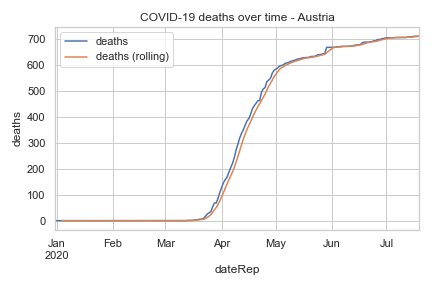 COVID-19 deaths over time - Austria
deaths
deaths (rolling)
deaths
700
600
500
400
300
200
100
0
Jan Feb Mar Apr May Jun Jul
2020
dateRep